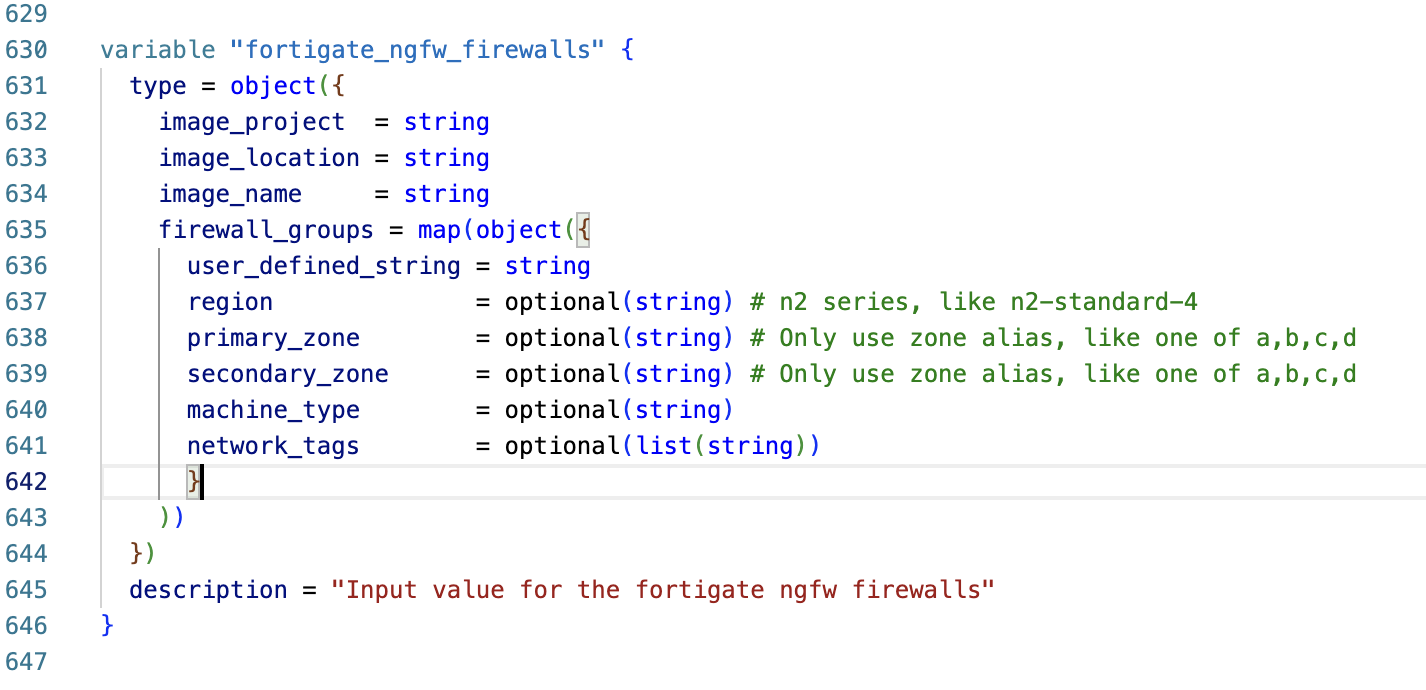 629
630 variable "fortigate_ngfw_firewalls" {
631   type = object({
632     image_project  = string
633     image_location = string
634     image_name     = string
635     firewall_groups = map(object({
636       user_defined_string = string
637       region              = optional(string) # n2 series, like n2-standard-4
638       primary_zone        = optional(string) # Only use zone alias, like one of a,b,c,d
639       secondary_zone      = optional(string) # Only use zone alias, like one of a,b,c,d
640       machine_type        = optional(string)
641       network_tags        = optional(list(string))
642       }
643     ))
644   })
645   description = "Input value for the fortigate ngfw firewalls"
646 }
647